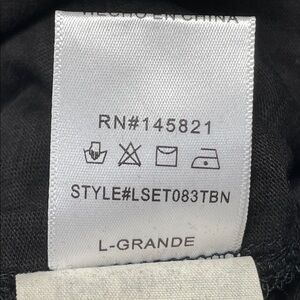 HECHO EN CHINA
RN#145821
STYLE#LSET083TBN
L-GRANDE